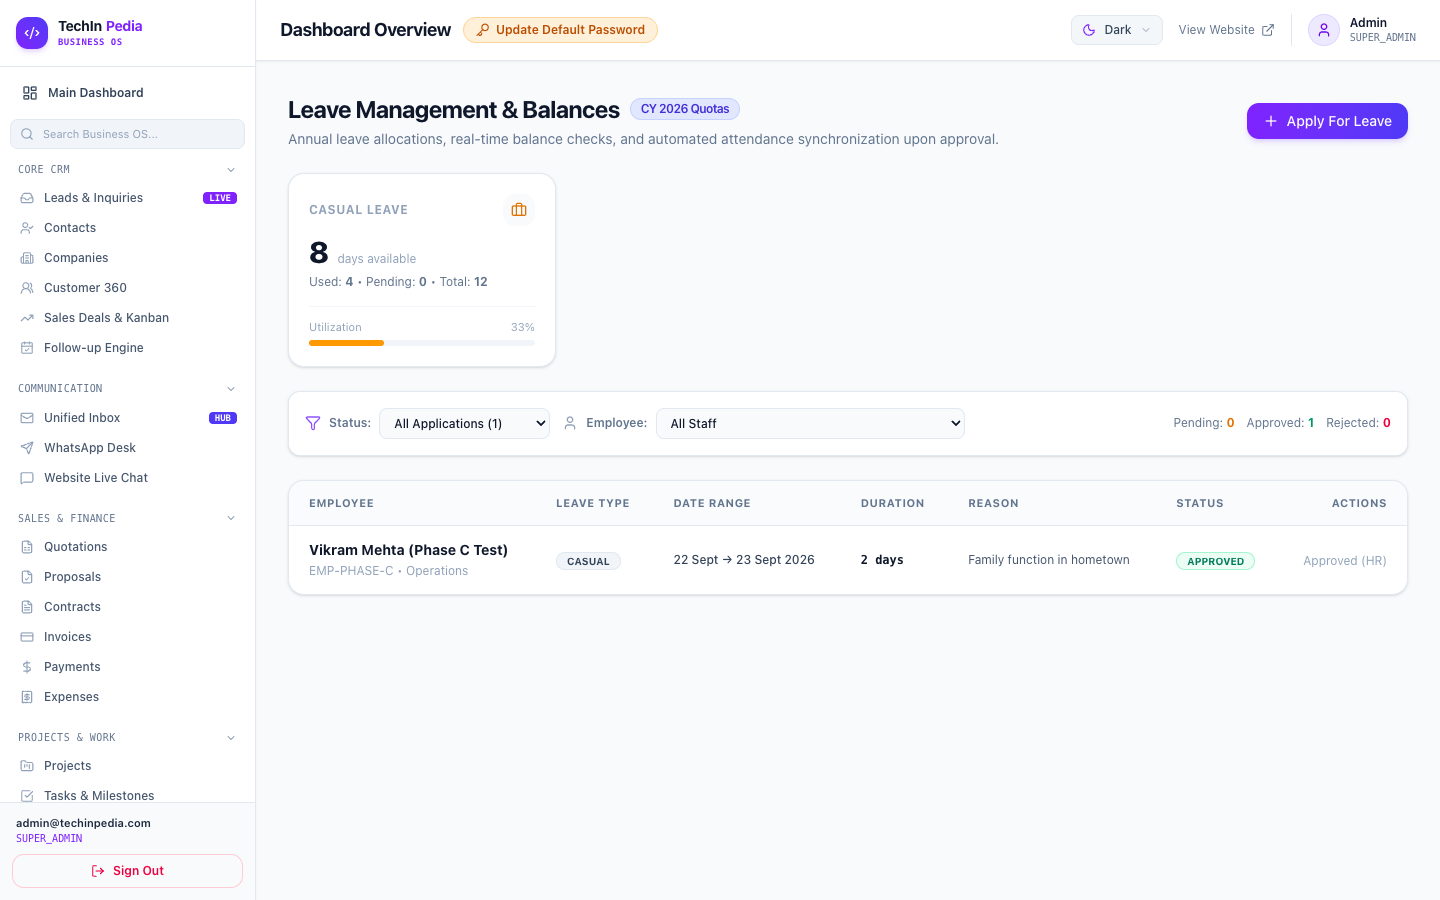 TechIn Pedia
BUSINESS OS
Main Dashboard
Search Business OS...
CORE CRM
Leads & Inquiries LIVE
Contacts
Companies
Customer 360
Sales Deals & Kanban
Follow-up Engine
COMMUNICATION
Unified Inbox HUB
WhatsApp Desk
Website Live Chat
SALES & FINANCE
Quotations
Proposals
Contracts
Invoices
Payments
Expenses
PROJECTS & WORK
Projects
Tasks & Milestones
admin@techinpedia.com
SUPER_ADMIN
Sign Out
Dashboard Overview Update Default Password Dark View Website Admin
SUPER_ADMIN
Leave Management & Balances CY 2026 Quotas
Annual leave allocations, real-time balance checks, and automated attendance synchronization upon approval.
Apply For Leave
CASUAL LEAVE
8 days available
Used: 4 • Pending: 0 • Total: 12
Utilization 33%
Status: All Applications (1) Employee: All Staff Pending: 0 Approved: 1 Rejected: 0
EMPLOYEE LEAVE TYPE DATE RANGE DURATION REASON STATUS ACTIONS
Vikram Mehta (Phase C Test)
EMP-PHASE-C • Operations
CASUAL 22 Sept → 23 Sept 2026 2 days Family function in hometown APPROVED Approved (HR)